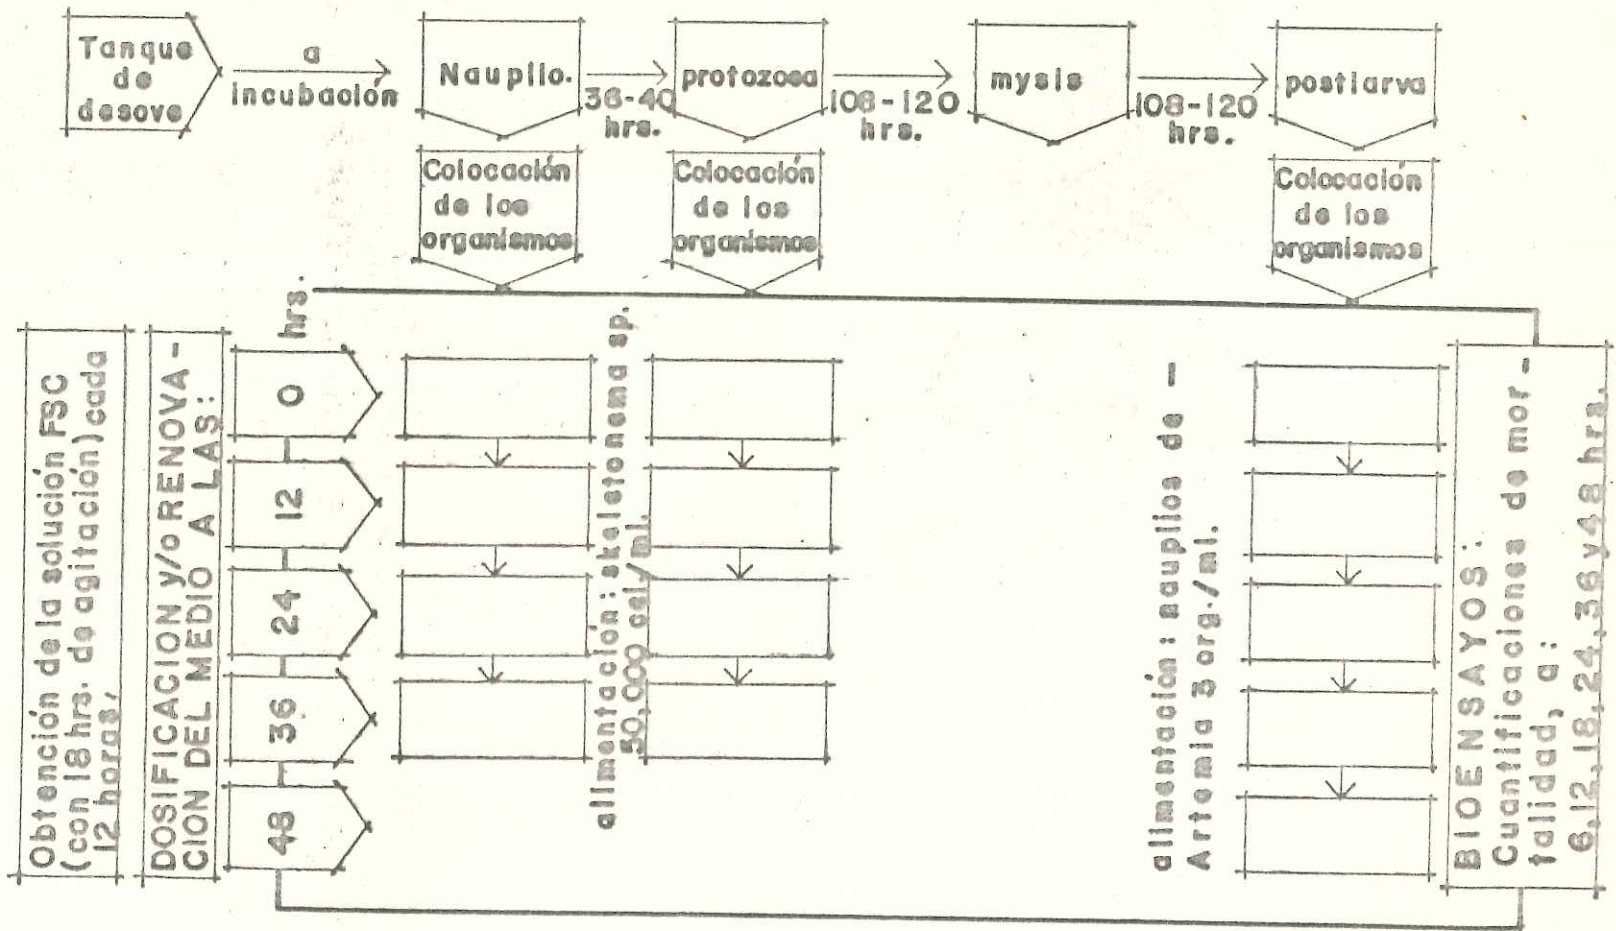 Tanque
de
desove
a
incubación
Nauplio.
36-40
hrs.
protozoea
108-120
hrs.
mysis
108-120
hrs.
postlarva
Colocación
de los
organismos
Colocación
de los
organismos
Colocación
de los
organismos
Obtención de la solución FSC
(con 18 hrs. de agitación) cada
12 horas,
DOSIFICACION y/o RENOVA-
CION DEL MEDIO A LAS:
hrs.
0
12
24
36
48
alimentación: skeletonema sp.
50,000 cel./ml.
alimentación: nauplios de -
Artemia 3 org./ml.
BIOENSAYOS:
Cuantificaciones de mor-
talidad, a:
6,12,18,24,36 y 48 hrs.